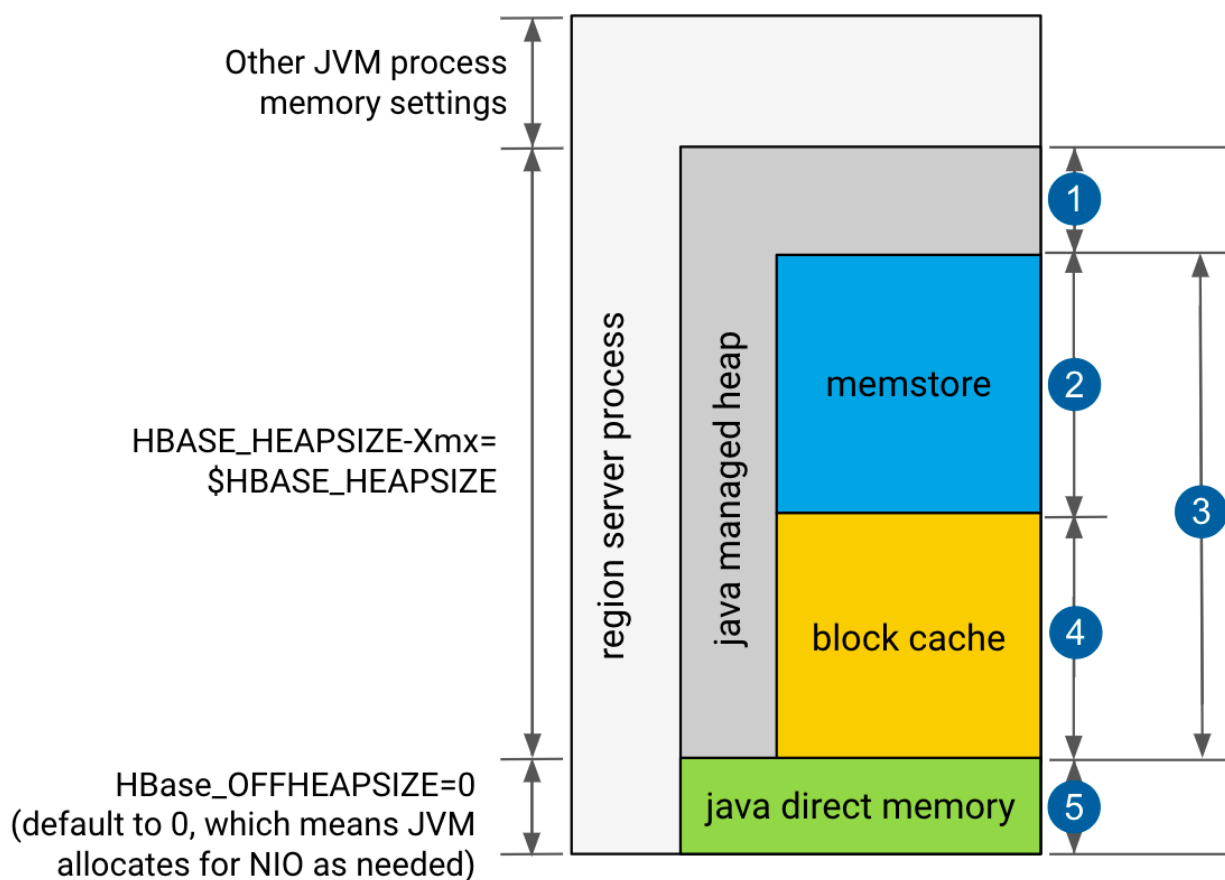 Other JVM process
memory settings
HBASE_HEAPSIZE-Xmx=
$HBASE_HEAPSIZE
HBase_OFFHEAPSIZE=0
(default to 0, which means JVM
allocates for NIO as needed)
region server process
java managed heap
memstore
block cache
java direct memory
1
2
3
4
5